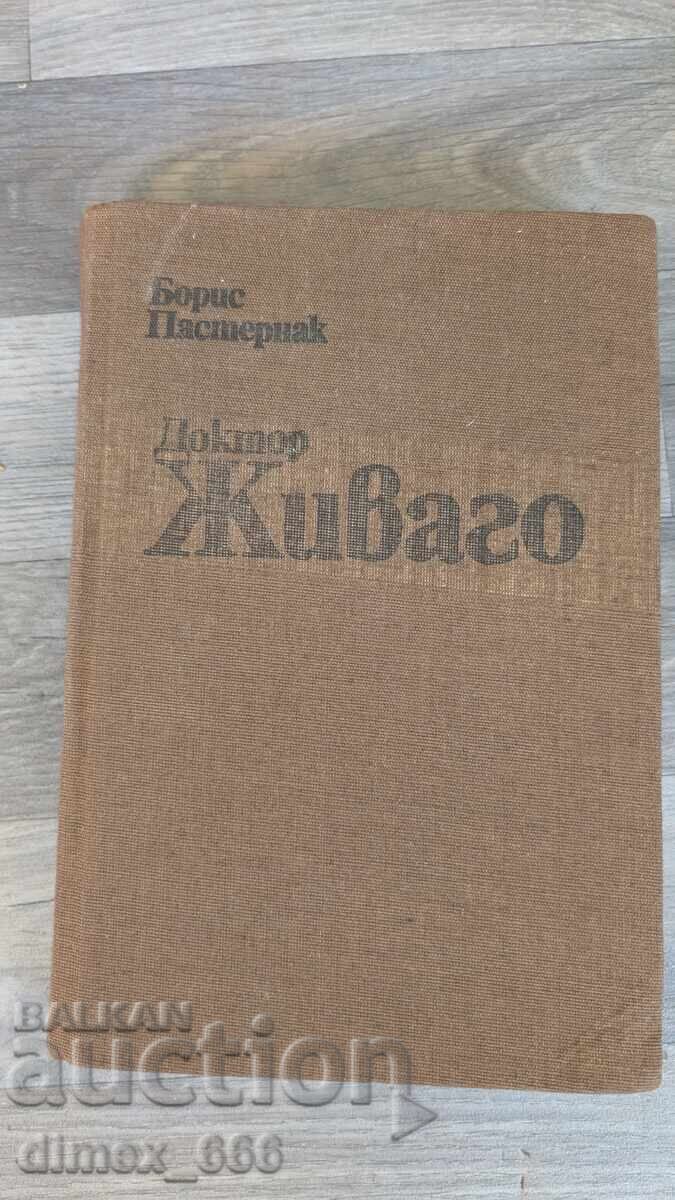 Борис
Пастернак
Доктор
Живаго
BALKAN
auction
dimex_666